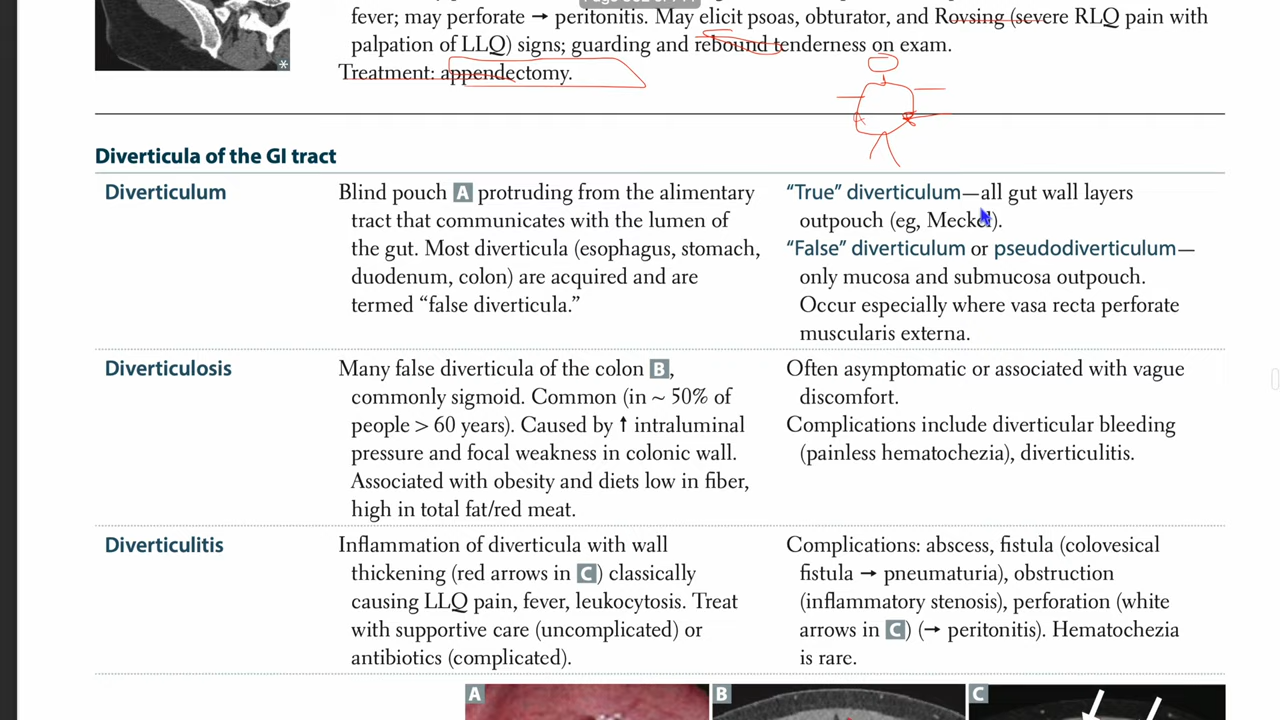 fever; may perforate → peritonitis. May elicit psoas, obturator, and Rovsing (severe RLQ pain with
palpation of LLQ) signs; guarding and rebound tenderness on exam.
Treatment: appendectomy.
*
Diverticula of the GI tract
Diverticulum
Blind pouch A protruding from the alimentary
tract that communicates with the lumen of
the gut. Most diverticula (esophagus, stomach,
duodenum, colon) are acquired and are
termed “false diverticula.”
“True” diverticulum—all gut wall layers
outpouch (eg, Meckel).
“False” diverticulum or pseudodiverticulum—
only mucosa and submucosa outpouch.
Occur especially where vasa recta perforate
muscularis externa.
Diverticulosis
Many false diverticula of the colon B,
commonly sigmoid. Common (in ~ 50% of
people > 60 years). Caused by ↑ intraluminal
pressure and focal weakness in colonic wall.
Associated with obesity and diets low in fiber,
high in total fat/red meat.
Often asymptomatic or associated with vague
discomfort.
Complications include diverticular bleeding
(painless hematochezia), diverticulitis.
Diverticulitis
Inflammation of diverticula with wall
thickening (red arrows in C) classically
causing LLQ pain, fever, leukocytosis. Treat
with supportive care (uncomplicated) or
antibiotics (complicated).
Complications: abscess, fistula (colovesical
fistula → pneumaturia), obstruction
(inflammatory stenosis), perforation (white
arrows in C) (→ peritonitis). Hematochezia
is rare.
A
B
C